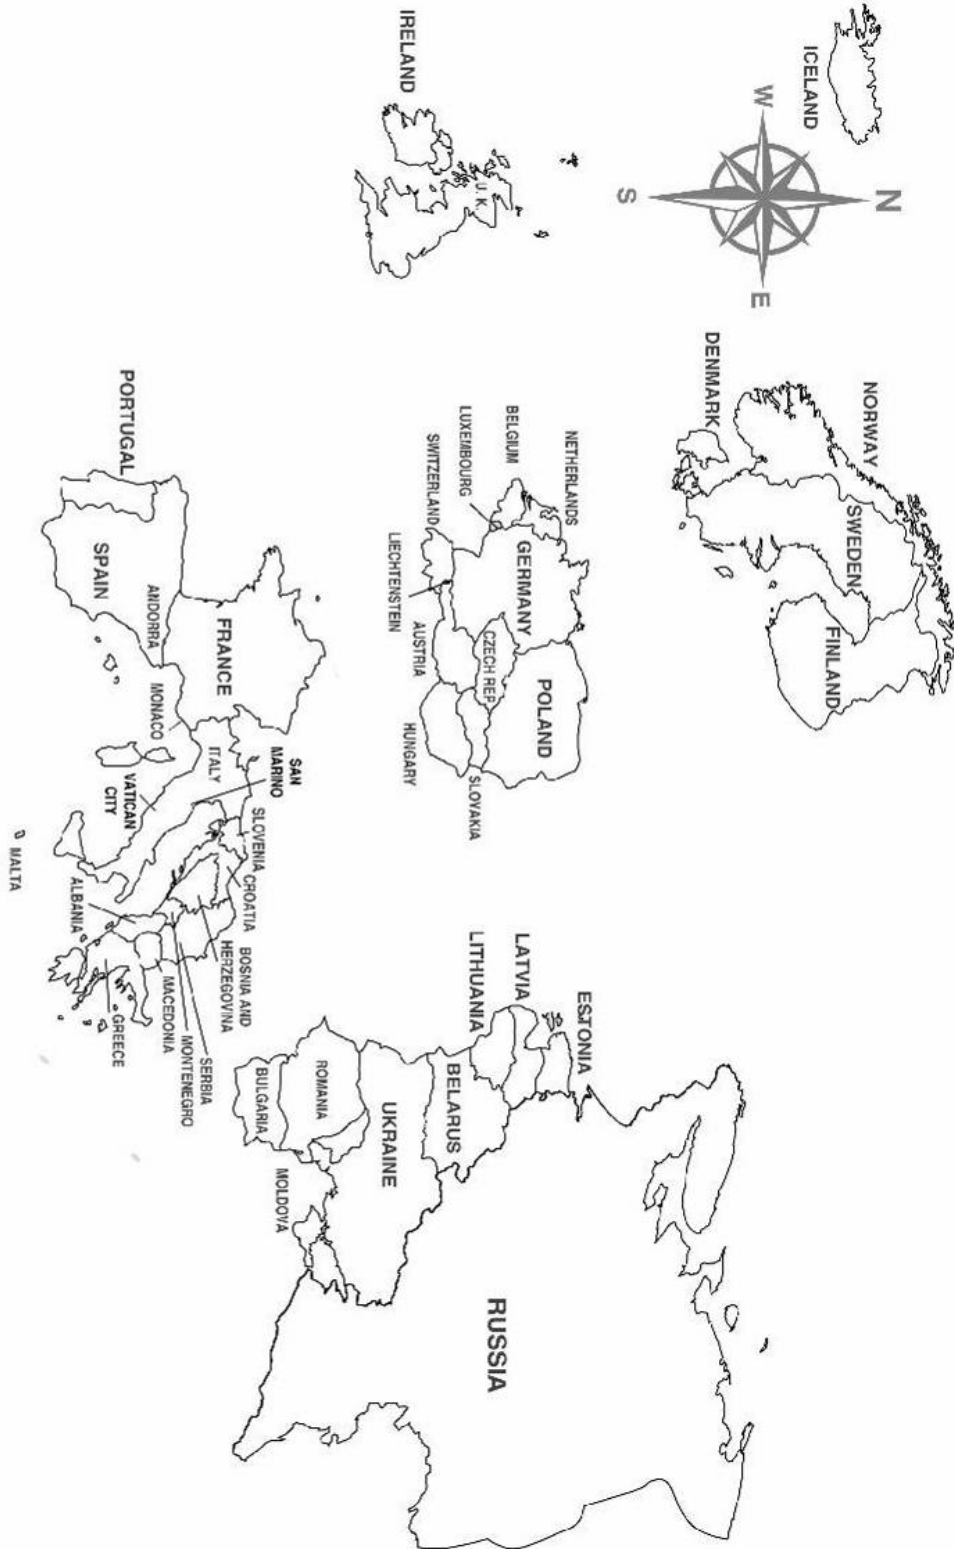 ICELAND
N
W
E
S
NORWAY
SWEDEN
FINLAND
DENMARK
IRELAND
U. K.
NETHERLANDS
BELGIUM
LUXEMBOURG
SWITZERLAND
LIECHTENSTEIN
GERMANY
POLAND
CZECH REP.
AUSTRIA
SLOVAKIA
HUNGARY
ESTONIA
LATVIA
LITHUANIA
BELARUS
RUSSIA
UKRAINE
ROMANIA
MOLDOVA
BULGARIA
FRANCE
PORTUGAL
SPAIN
ANDORRA
MONACO
ITALY
SAN
MARINO
VATICAN
CITY
SLOVENIA
CROATIA
BOSNIA AND
HERZEGOVINA
SERBIA
MONTENEGRO
MACEDONIA
ALBANIA
GREECE
MALTA